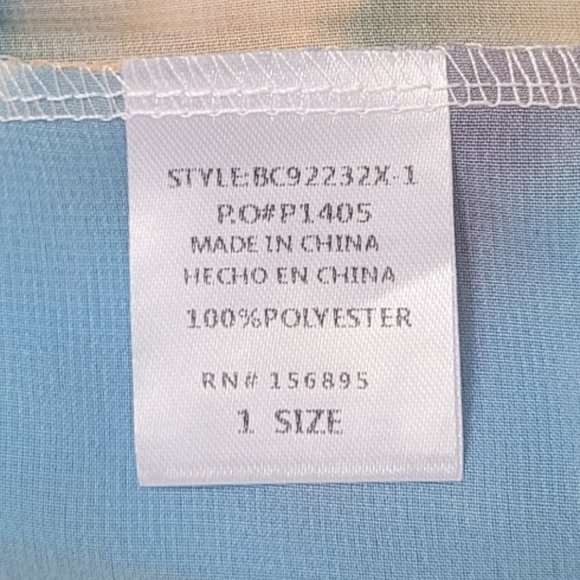 STYLE:BC92232X-1
P.O#P1405
MADE IN CHINA
HECHO EN CHINA
100%POLYESTER
RN# 156895
1 SIZE